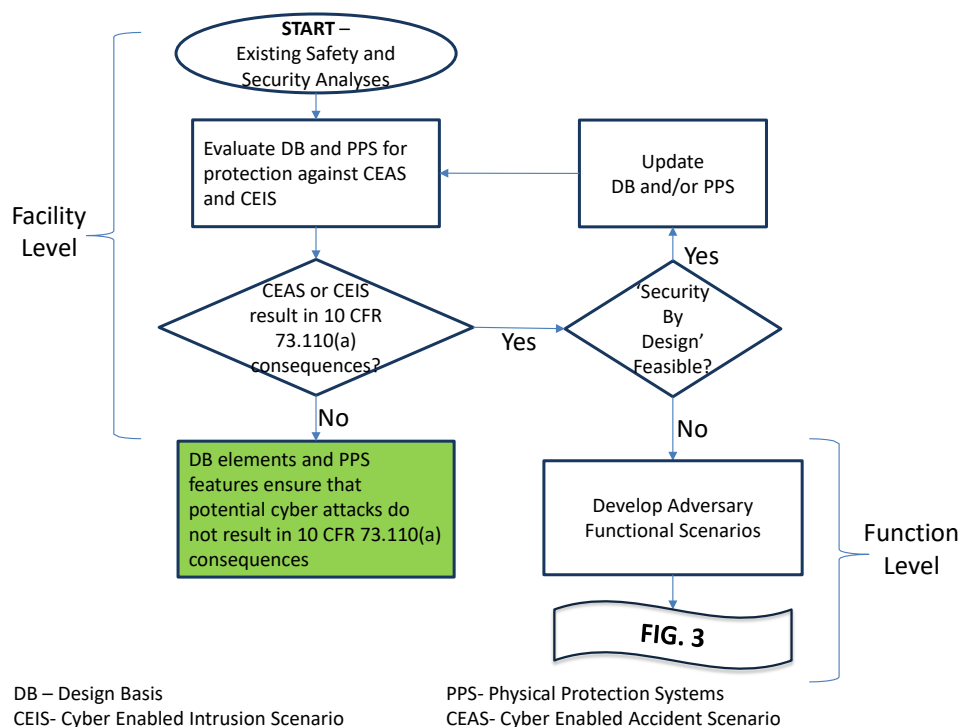 START –
Existing Safety and
Security Analyses
Evaluate DB and PPS for
protection against CEAS
and CEIS
Update
DB and/or PPS
Facility
Level
Yes
CEAS or CEIS
result in 10 CFR
73.110(a)
consequences?
Yes
'Security
By
Design'
Feasible?
No
No
DB elements and PPS
features ensure that
potential cyber attacks do
not result in 10 CFR 73.110(a)
consequences
Develop Adversary
Functional Scenarios
Function
Level
FIG. 3
DB – Design Basis
PPS- Physical Protection Systems
CEIS- Cyber Enabled Intrusion Scenario
CEAS- Cyber Enabled Accident Scenario